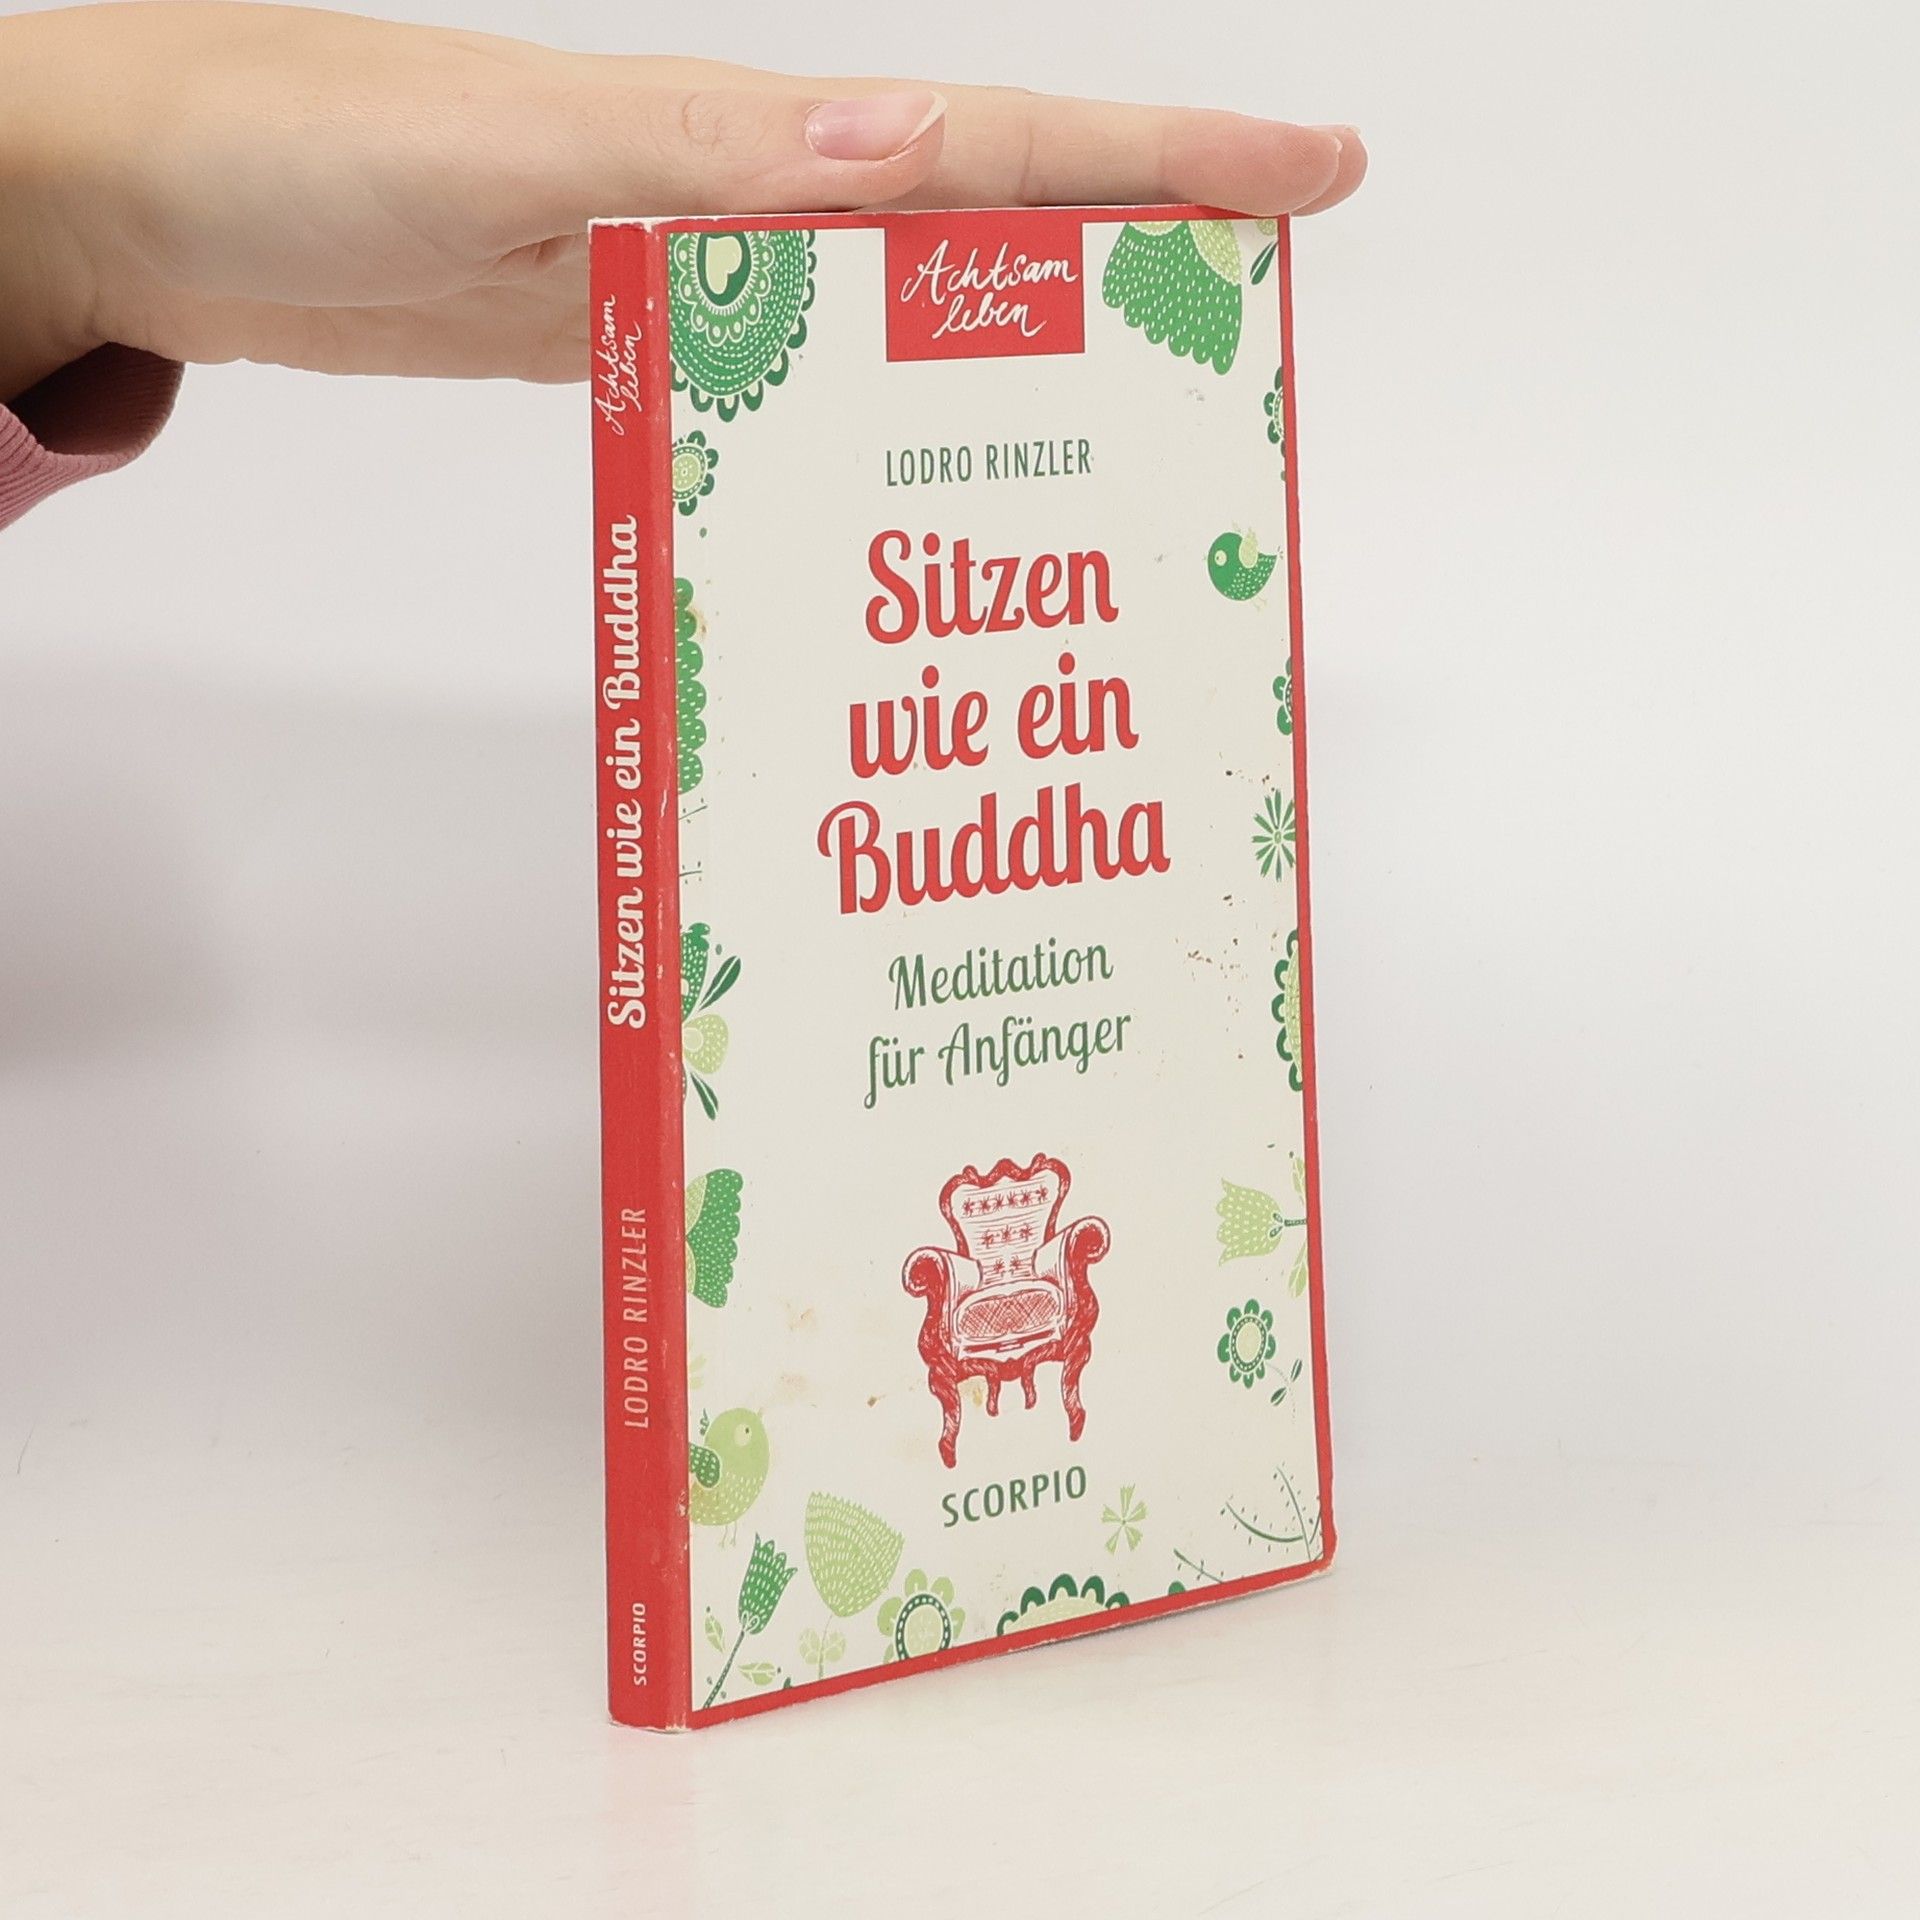 Achtsam
leben
LODRO RINZLER
Sitzen
wie ein
Buddha
Meditation
für Anfänger
SCORPIO
Achtsam
leben
Sitzen wie ein Buddha
LODRO RINZLER
SCORPIO